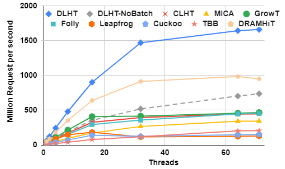 2000
DLHT DLHT-NoBatch CLHT MICA GrowT
Folly Leapfrog Cuckoo TBB DRAMHiT
1500
1000
500
0
0 20 40 60
Million Request per second
Threads